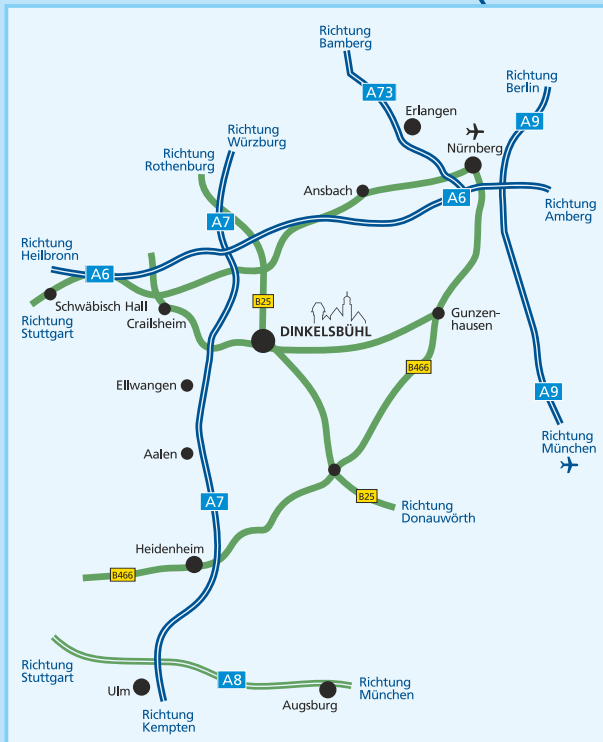 Richtung
Bamberg
A73
Erlangen
Richtung
Berlin
A9
Nürnberg
Richtung
Würzburg
Richtung
Rothenburg
Ansbach
A6
Richtung
Amberg
A7
Richtung
Heilbronn
A6
Schwäbisch Hall
Richtung
Stuttgart
Crailsheim
B25
DINKELSBÜHL
Gunzen-
hausen
B466
Ellwangen
A9
Richtung
München
Aalen
A7
B25
Richtung
Donauwörth
Heidenheim
B466
Richtung
Stuttgart
A8
Richtung
München
Ulm
Augsburg
Richtung
Kempten